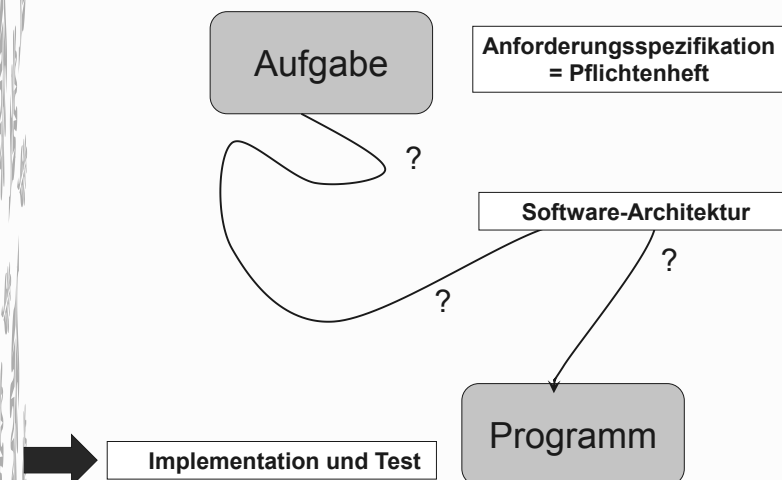 Aufgabe
Anforderungsspezifikation
= Pflichtenheft
?
Software-Architektur
?
?
Programm
Implementation und Test